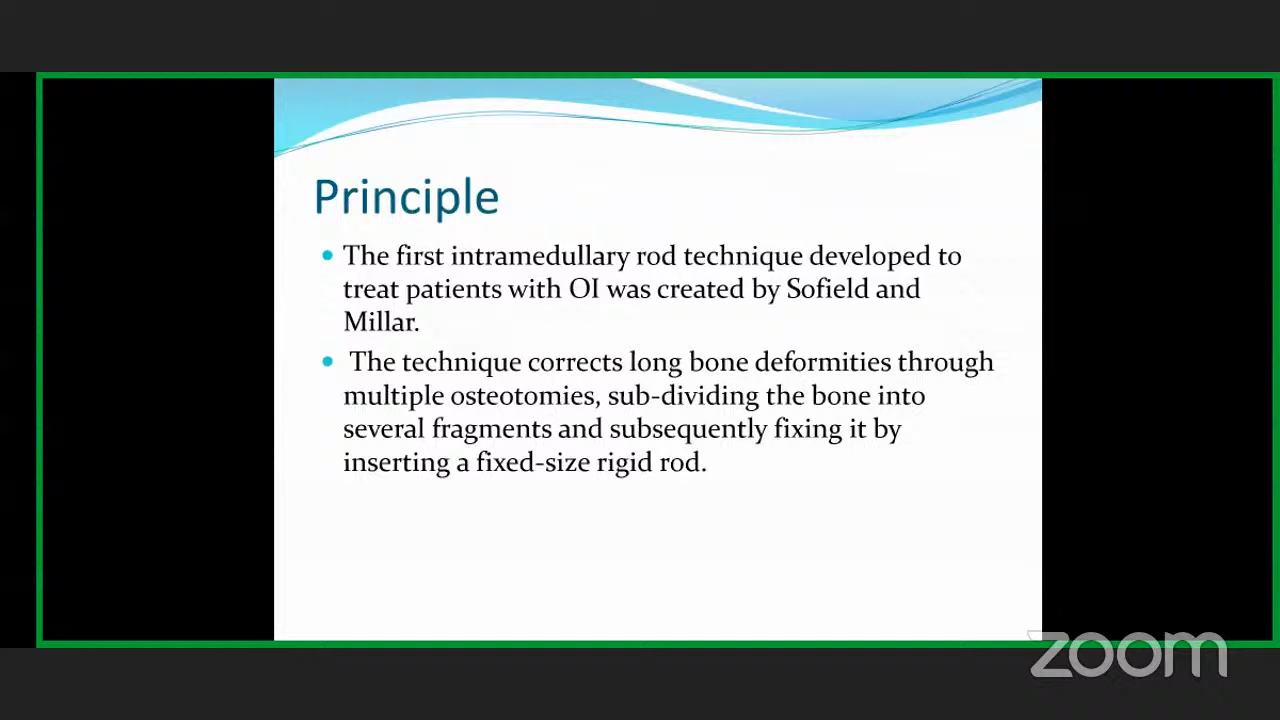 Principle
• The first intramedullary rod technique developed to
treat patients with OI was created by Sofield and
Millar.
• The technique corrects long bone deformities through
multiple osteotomies, sub-dividing the bone into
several fragments and subsequently fixing it by
inserting a fixed-size rigid rod.
zoom